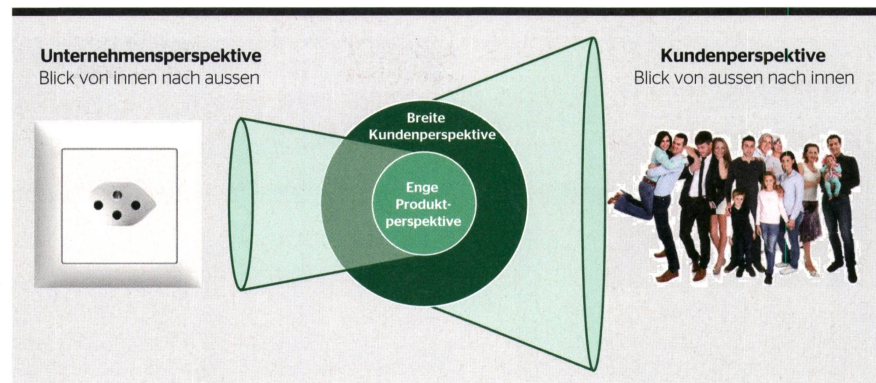 Unternehmensperspektive
Blick von innen nach aussen
Breite
Kundenperspektive
Enge
Produkt-
perspektive
Kundenperspektive
Blick von aussen nach innen